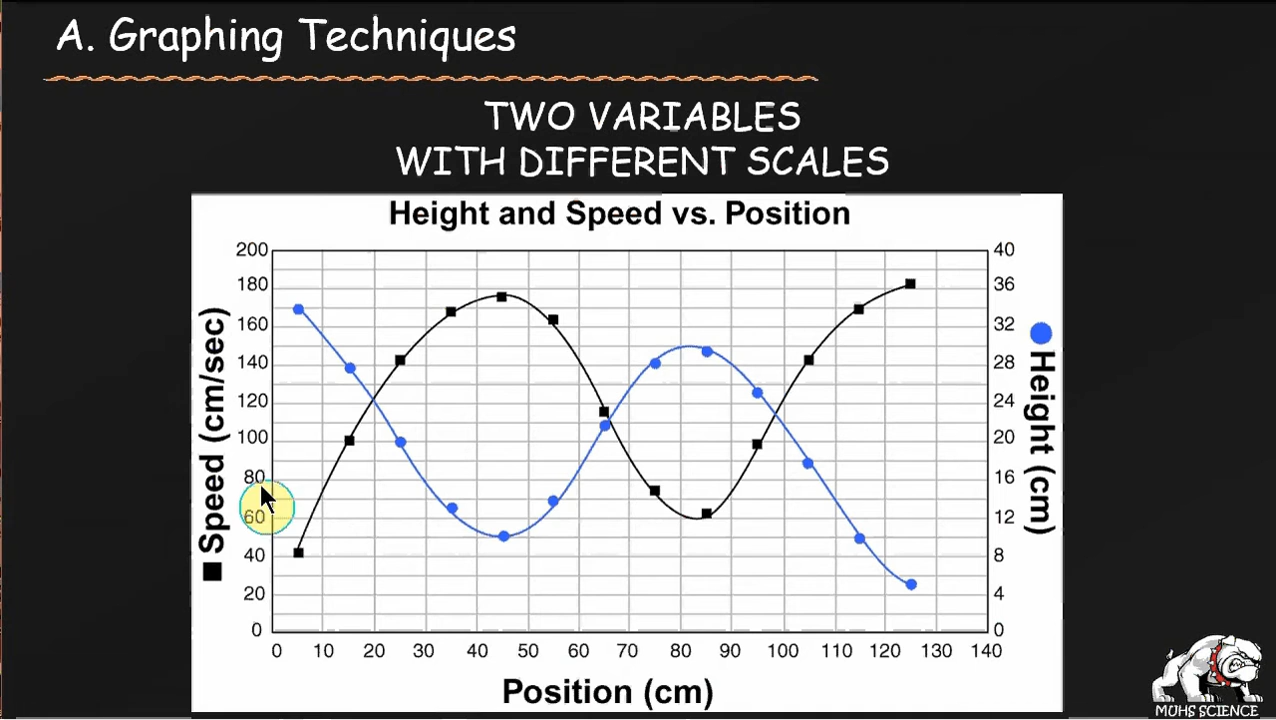 A. Graphing Techniques
TWO VARIABLES
WITH DIFFERENT SCALES
Height and Speed vs. Position
200
180
160
140
120
100
80
60
40
20
0
Speed (cm/sec)
40
36
32
28
24
20
16
12
8
4
0
Height (cm)
0 10 20 30 40 50 60 70 80 90 100 110 120 130 140
Position (cm)
MUHS SCIENCE